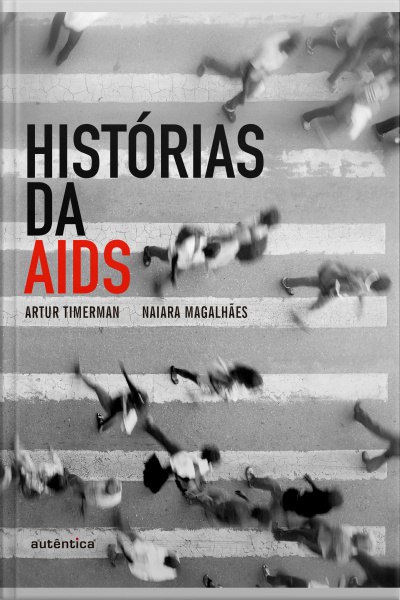 HISTÓRIAS
DA
AIDS
ARTUR TIMERMAN NAIARA MAGALHÃES
autêntica